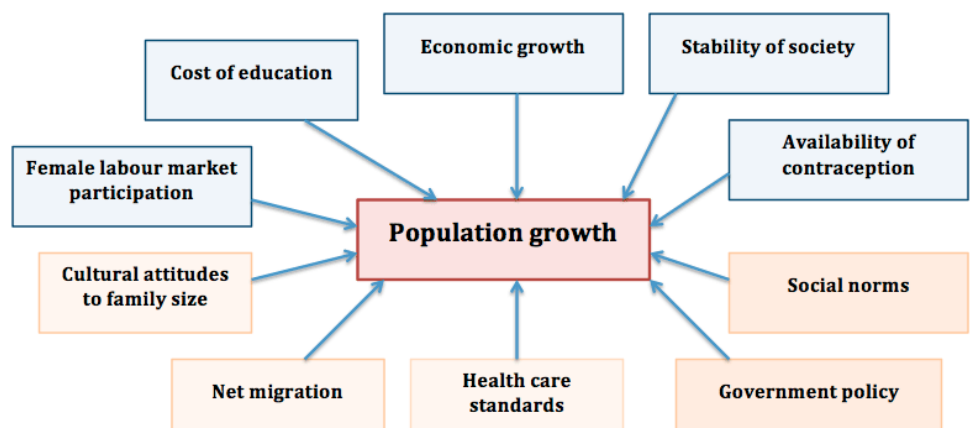 Economic growth
Stability of society
Cost of education
Availability of
contraception
Female labour market
participation
Population growth
Cultural attitudes
to family size
Social norms
Net migration
Health care
standards
Government policy